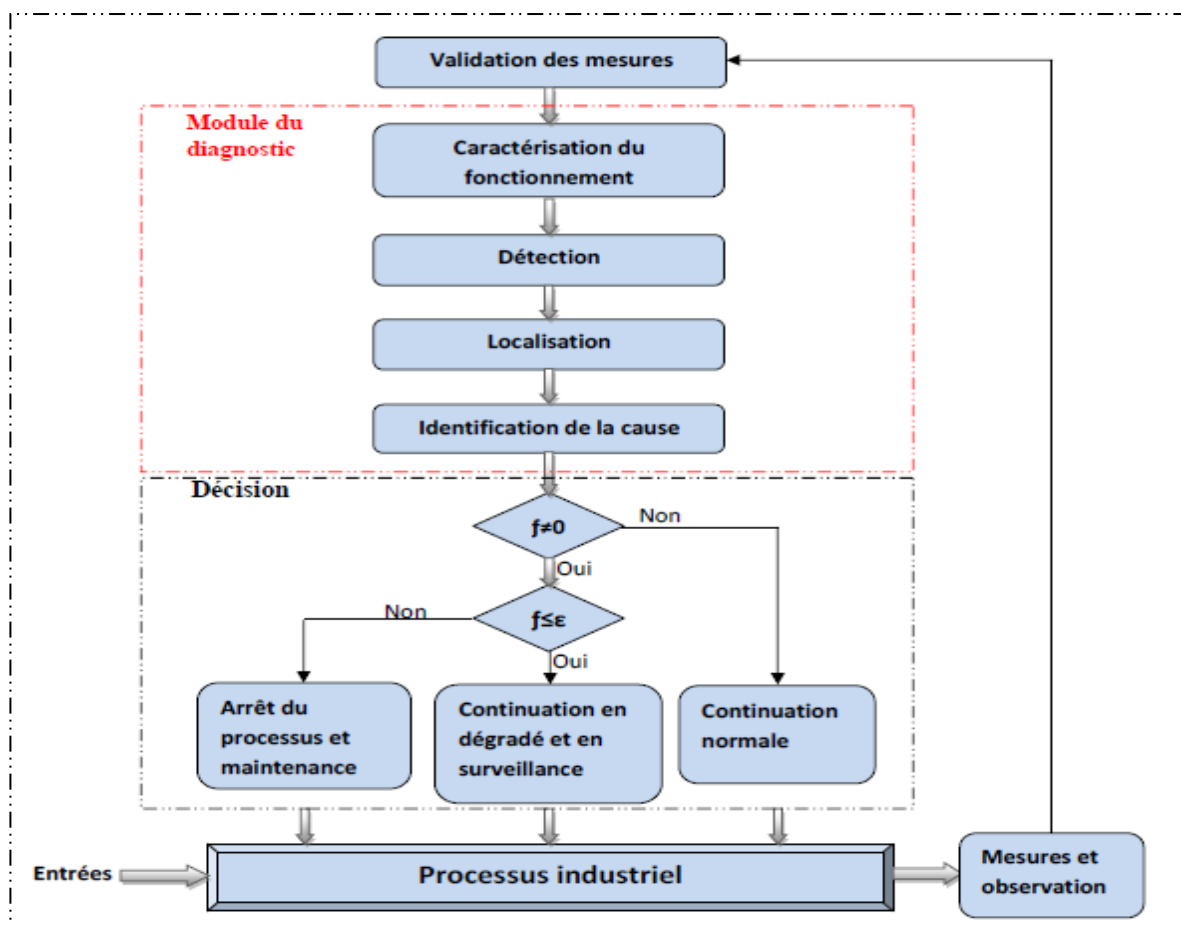 Validation des mesures
Module du
diagnostic
Caractérisation du
fonctionnement
Détection
Localisation
Identification de la cause
Décision
ƒ≠0
Non
Oui
ƒ≤ε
Non
Oui
Arrêt du
processus et
maintenance
Continuation en
dégradé et en
surveillance
Continuation
normale
Entrées
Processus industriel
Mesures et
observation